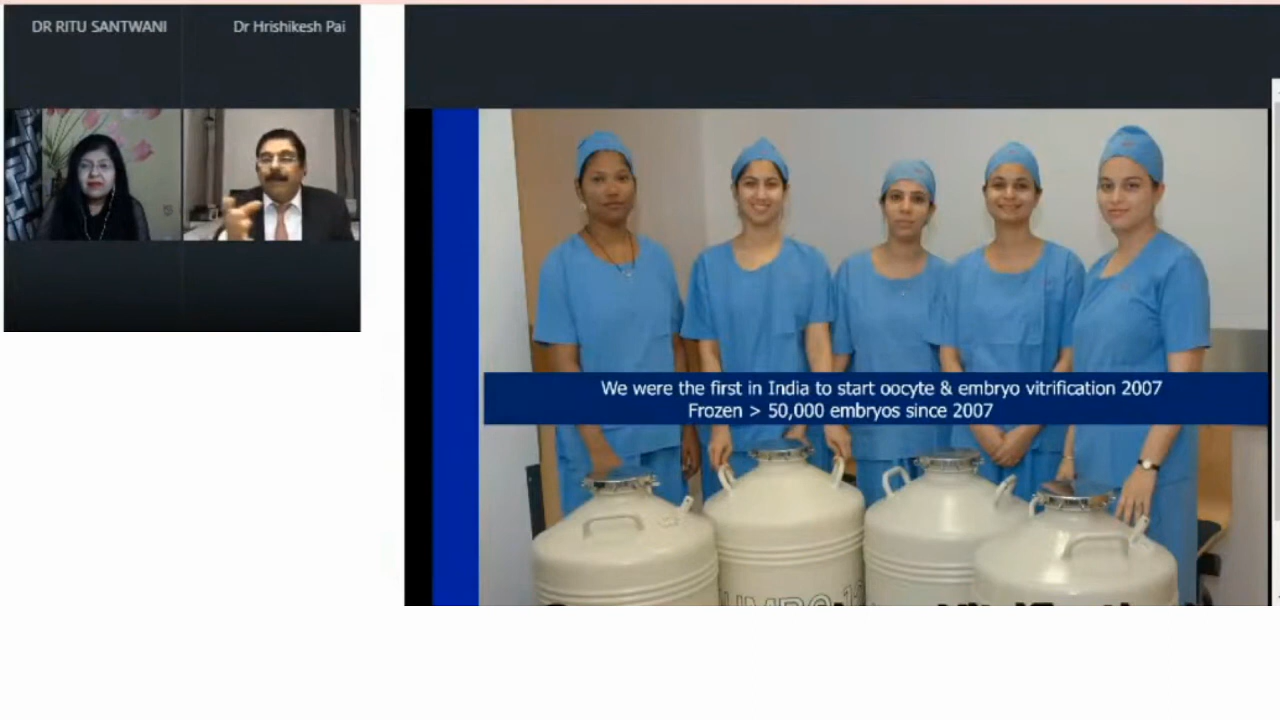 DR RITU SANTWANI
Dr Hrishikesh Pai
We were the first in India to start oocyte & embryo vitrification 2007
Frozen > 50,000 embryos since 2007